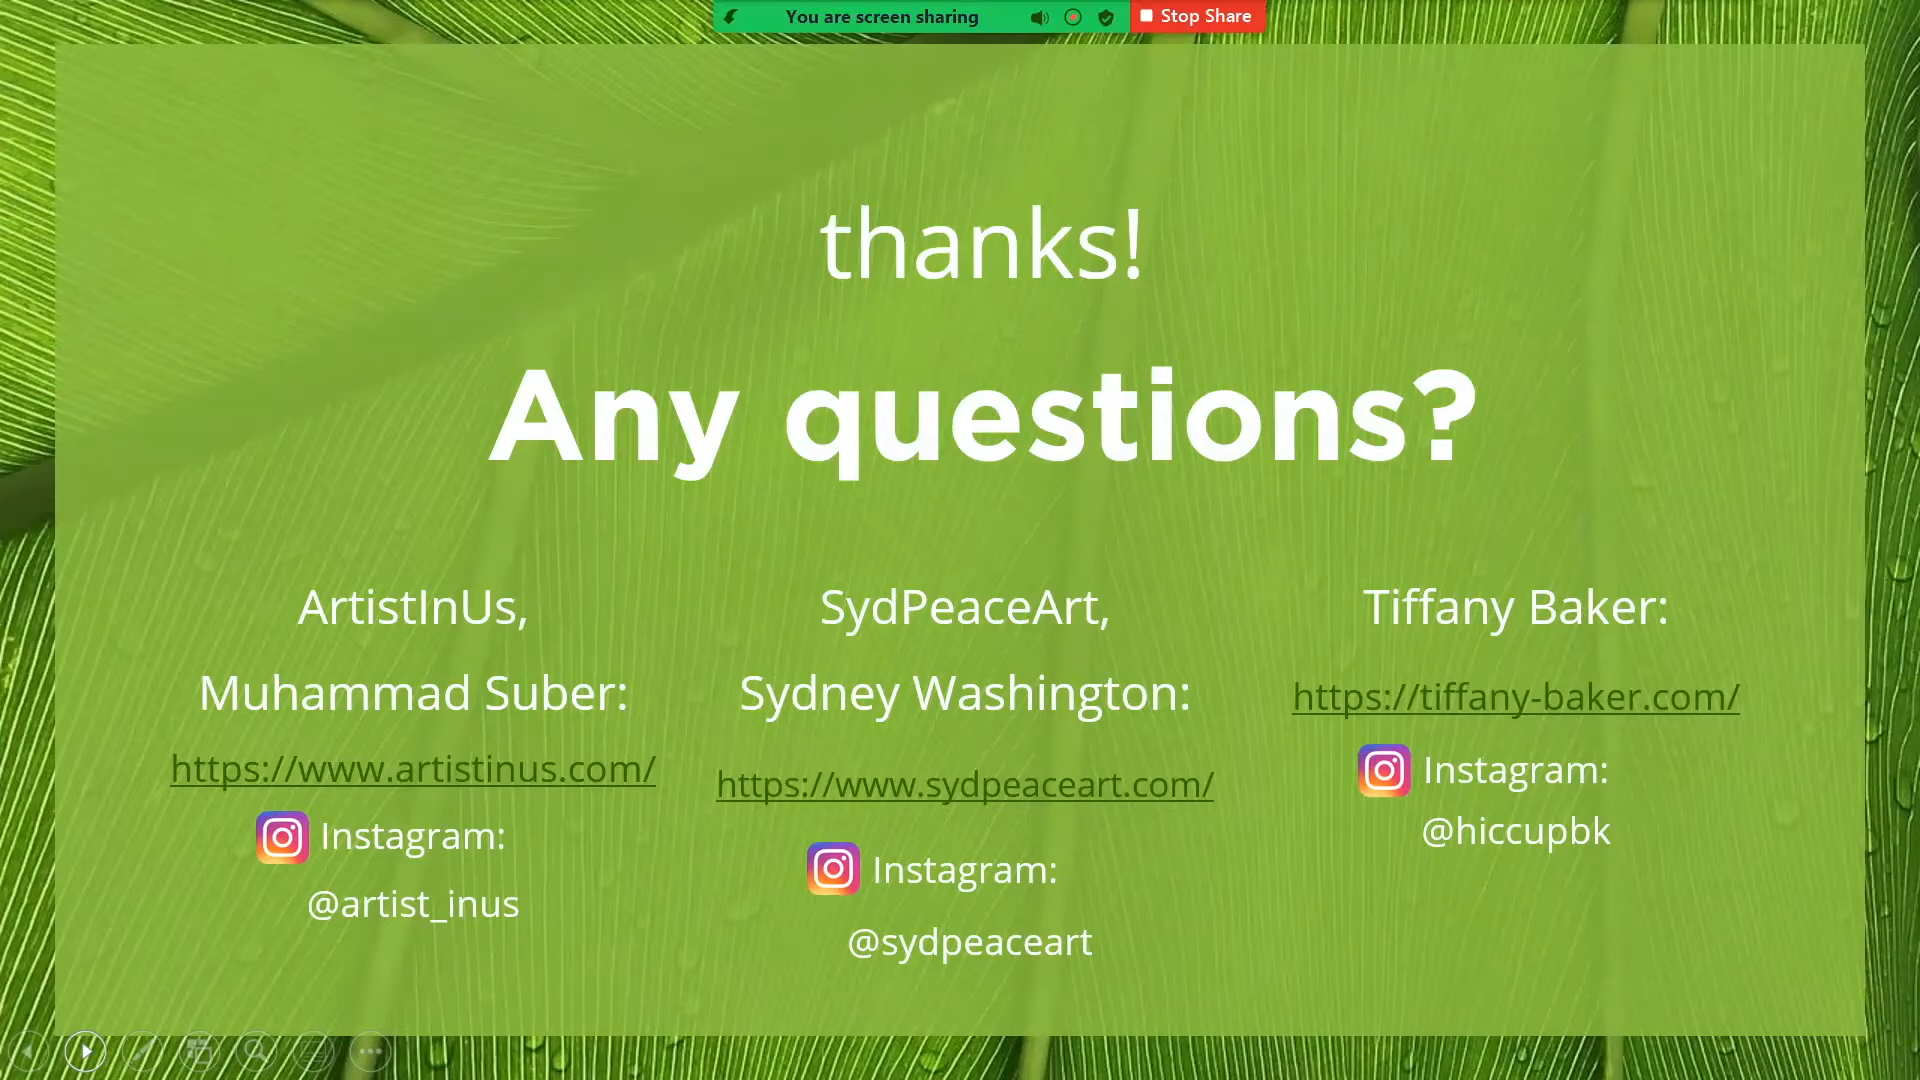 You are screen sharing
Stop Share
thanks!
Any questions?
ArtistInUs,
Muhammad Suber:
https://www.artistinus.com/
Instagram:
@artist_inus
SydPeaceArt,
Sydney Washington:
https://www.sydpeaceart.com/
Instagram:
@sydpeaceart
Tiffany Baker:
https://tiffany-baker.com/
Instagram:
@hiccupbk